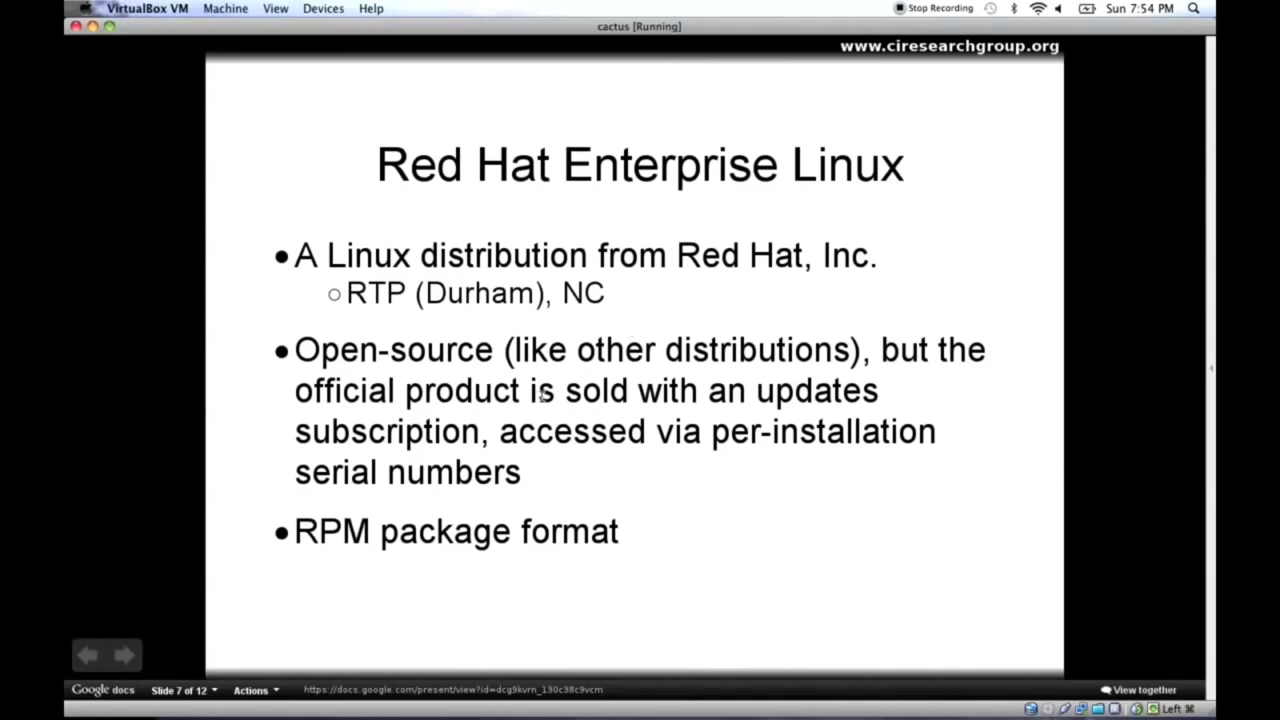 VirtualBox VM Machine View Devices Help Stop Recording Sun 7:54 PM
cactus [Running]
www.ciresearchgroup.org
Red Hat Enterprise Linux
•A Linux distribution from Red Hat, Inc.
○RTP (Durham), NC
•Open-source (like other distributions), but the
official product is sold with an updates
subscription, accessed via per-installation
serial numbers
•RPM package format
Google docs Slide 7 of 12 Actions https://docs.google.com/present/view?id=dcg9kvrn_130c38c9vcm View together
Left ⌘